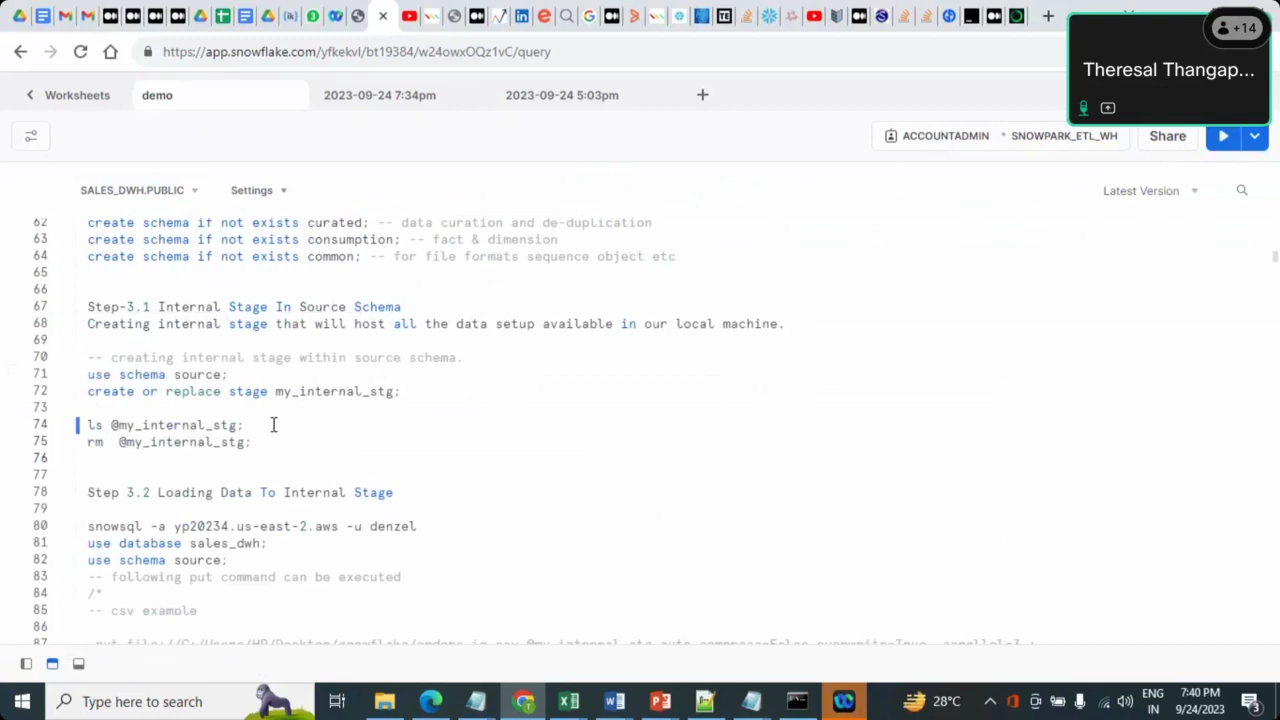 +14
https://app.snowflake.com/yfkekvl/bt19384/w24owxOQz1vC/query
Theresal Thangap...
Worksheets
demo
2023-09-24 7:34pm
2023-09-24 5:03pm
ACCOUNTADMIN
SNOWPARK_ETL_WH
Share
SALES_DWH.PUBLIC
Settings
Latest Version
62 create schema if not exists curated; -- data curation and de-duplication
63 create schema if not exists consumption; -- fact & dimension
64 create schema if not exists common; -- for file formats sequence object etc
65
66
67 Step-3.1 Internal Stage In Source Schema
68 Creating internal stage that will host all the data setup available in our local machine.
69
70 -- creating internal stage within source schema.
71 use schema source;
72 create or replace stage my_internal_stg;
73
74 ls @my_internal_stg;
75 rm  @my_internal_stg;
76
77
78 Step 3.2 Loading Data To Internal Stage
79
80 snowsql -a yp20234.us-east-2.aws -u denzel
81 use database sales_dwh;
82 use schema source;
83 -- following put command can be executed
84 /*
85 -- csv example
86
87
Type here to search
28°C
ENG
IN
7:40 PM
9/24/2023
3